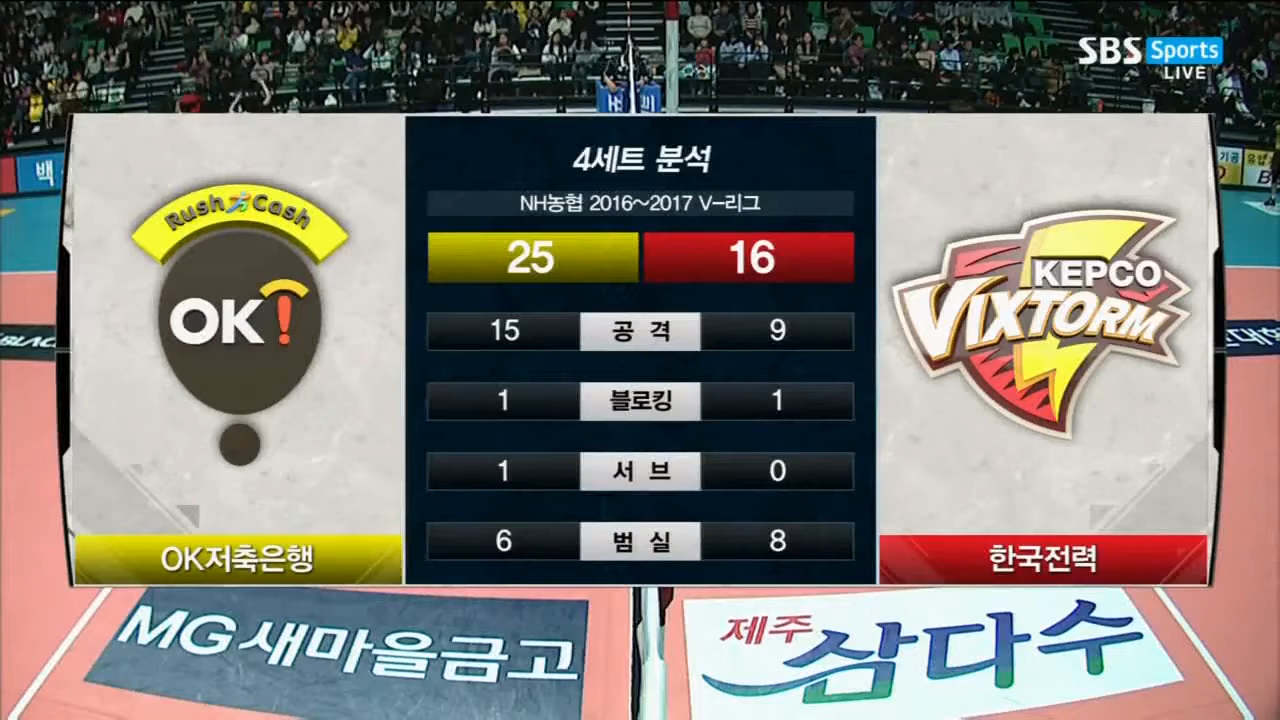 SBS Sports
LIVE
백
4세트 분석
NH농협 2016~2017 V-리그
25 16
15 공 격 9
1 블로킹 1
1 서 브 0
6 범 실 8
Rush Cash
OK!
OK저축은행
KEPCO
VIXTORM
한국전력
MG새마을금고
제주
삼다수